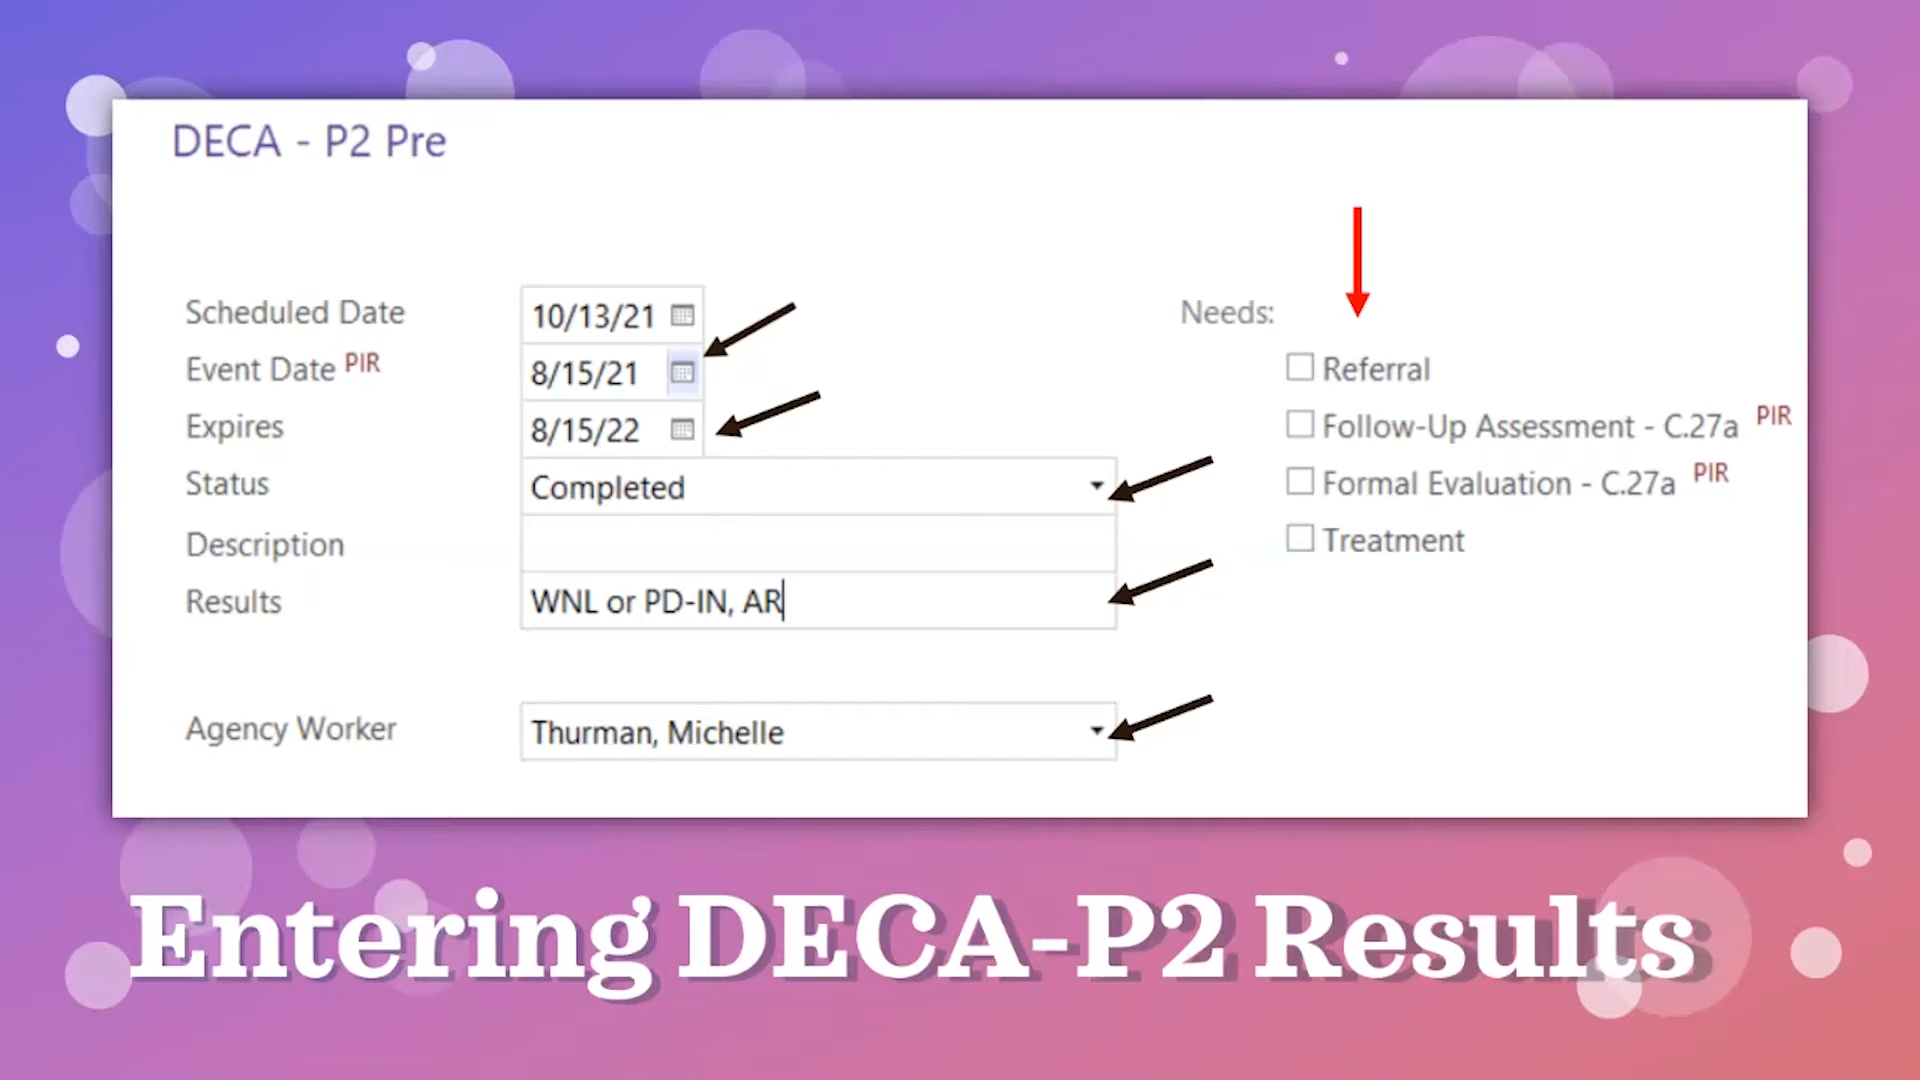 DECA - P2 Pre
Scheduled Date 10/13/21 Needs:
Event Date PIR 8/15/21 Referral
Expires 8/15/22 Follow-Up Assessment - C.27a PIR
Status Completed Formal Evaluation - C.27a PIR
Description Treatment
Results WNL or PD-IN, AR
Agency Worker Thurman, Michelle
Entering DECA-P2 Results